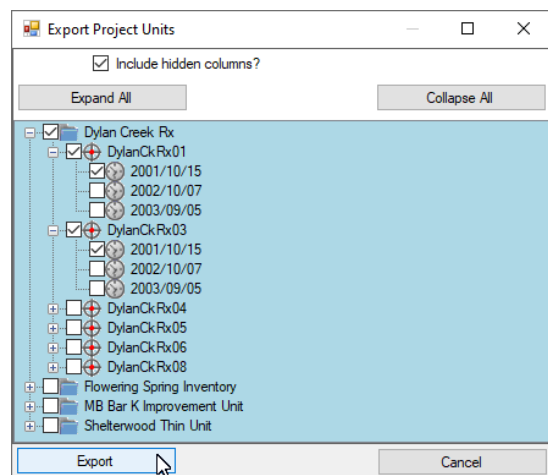 Export Project Units
Include hidden columns?
Expand All
Collapse All
Dylan Creek Rx
DylanCkRx01
2001/10/15
2002/10/07
2003/09/05
DylanCkRx03
2001/10/15
2002/10/07
2003/09/05
DylanCkRx04
DylanCkRx05
DylanCkRx06
DylanCkRx08
Flowering Spring Inventory
MB Bar K Improvement Unit
Shelterwood Thin Unit
Export
Cancel